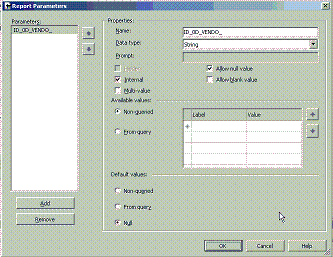 Report Parameters
Parameters:
ID_0D_VENDO_
Add
Remove
Properties:
Name:
ID_0D_VENDO_
Data type:
String
Prompt:
Hidden
Allow null value
Internal
Allow blank value
Multi-value
Available values:
Non-queried
From query
Label
Value
Default values:
Non-queried
From query
Null
OK
Cancel
Help